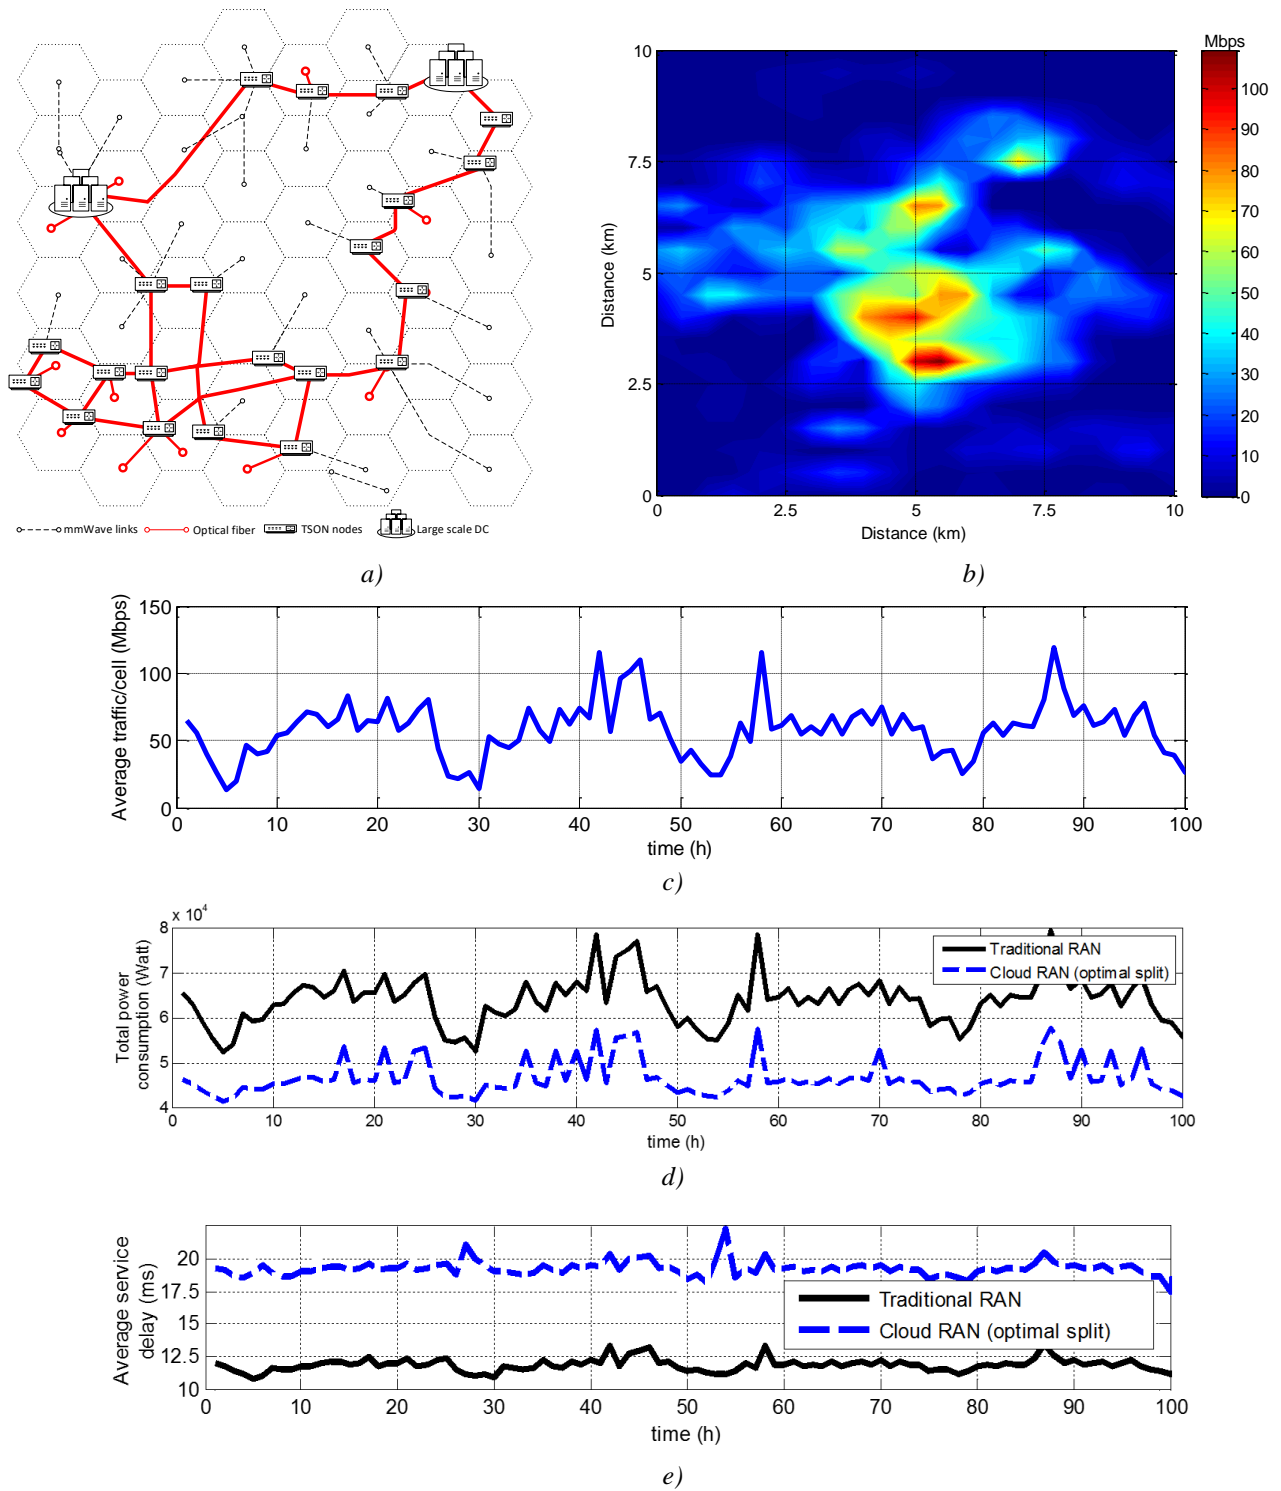 mmWave links
Optical fiber
TSON nodes
Large scale DC
a)
Mbps
100
90
80
70
60
50
40
30
20
10
0
Distance (km)
10
7.5
5
2.5
0
0 2.5 5 7.5 10
Distance (km)
b)
Average traffic/cell (Mbps)
150
100
50
0
0 10 20 30 40 50 60 70 80 90 100
time (h)
c)
Total power
consumption (Watt)
x 10^4
8
7
6
5
4
Traditional RAN
Cloud RAN (optimal split)
0 10 20 30 40 50 60 70 80 90 100
time (h)
d)
Average service
delay (ms)
20
17.5
15
12.5
10
Traditional RAN
Cloud RAN (optimal split)
0 10 20 30 40 50 60 70 80 90 100
time (h)
e)